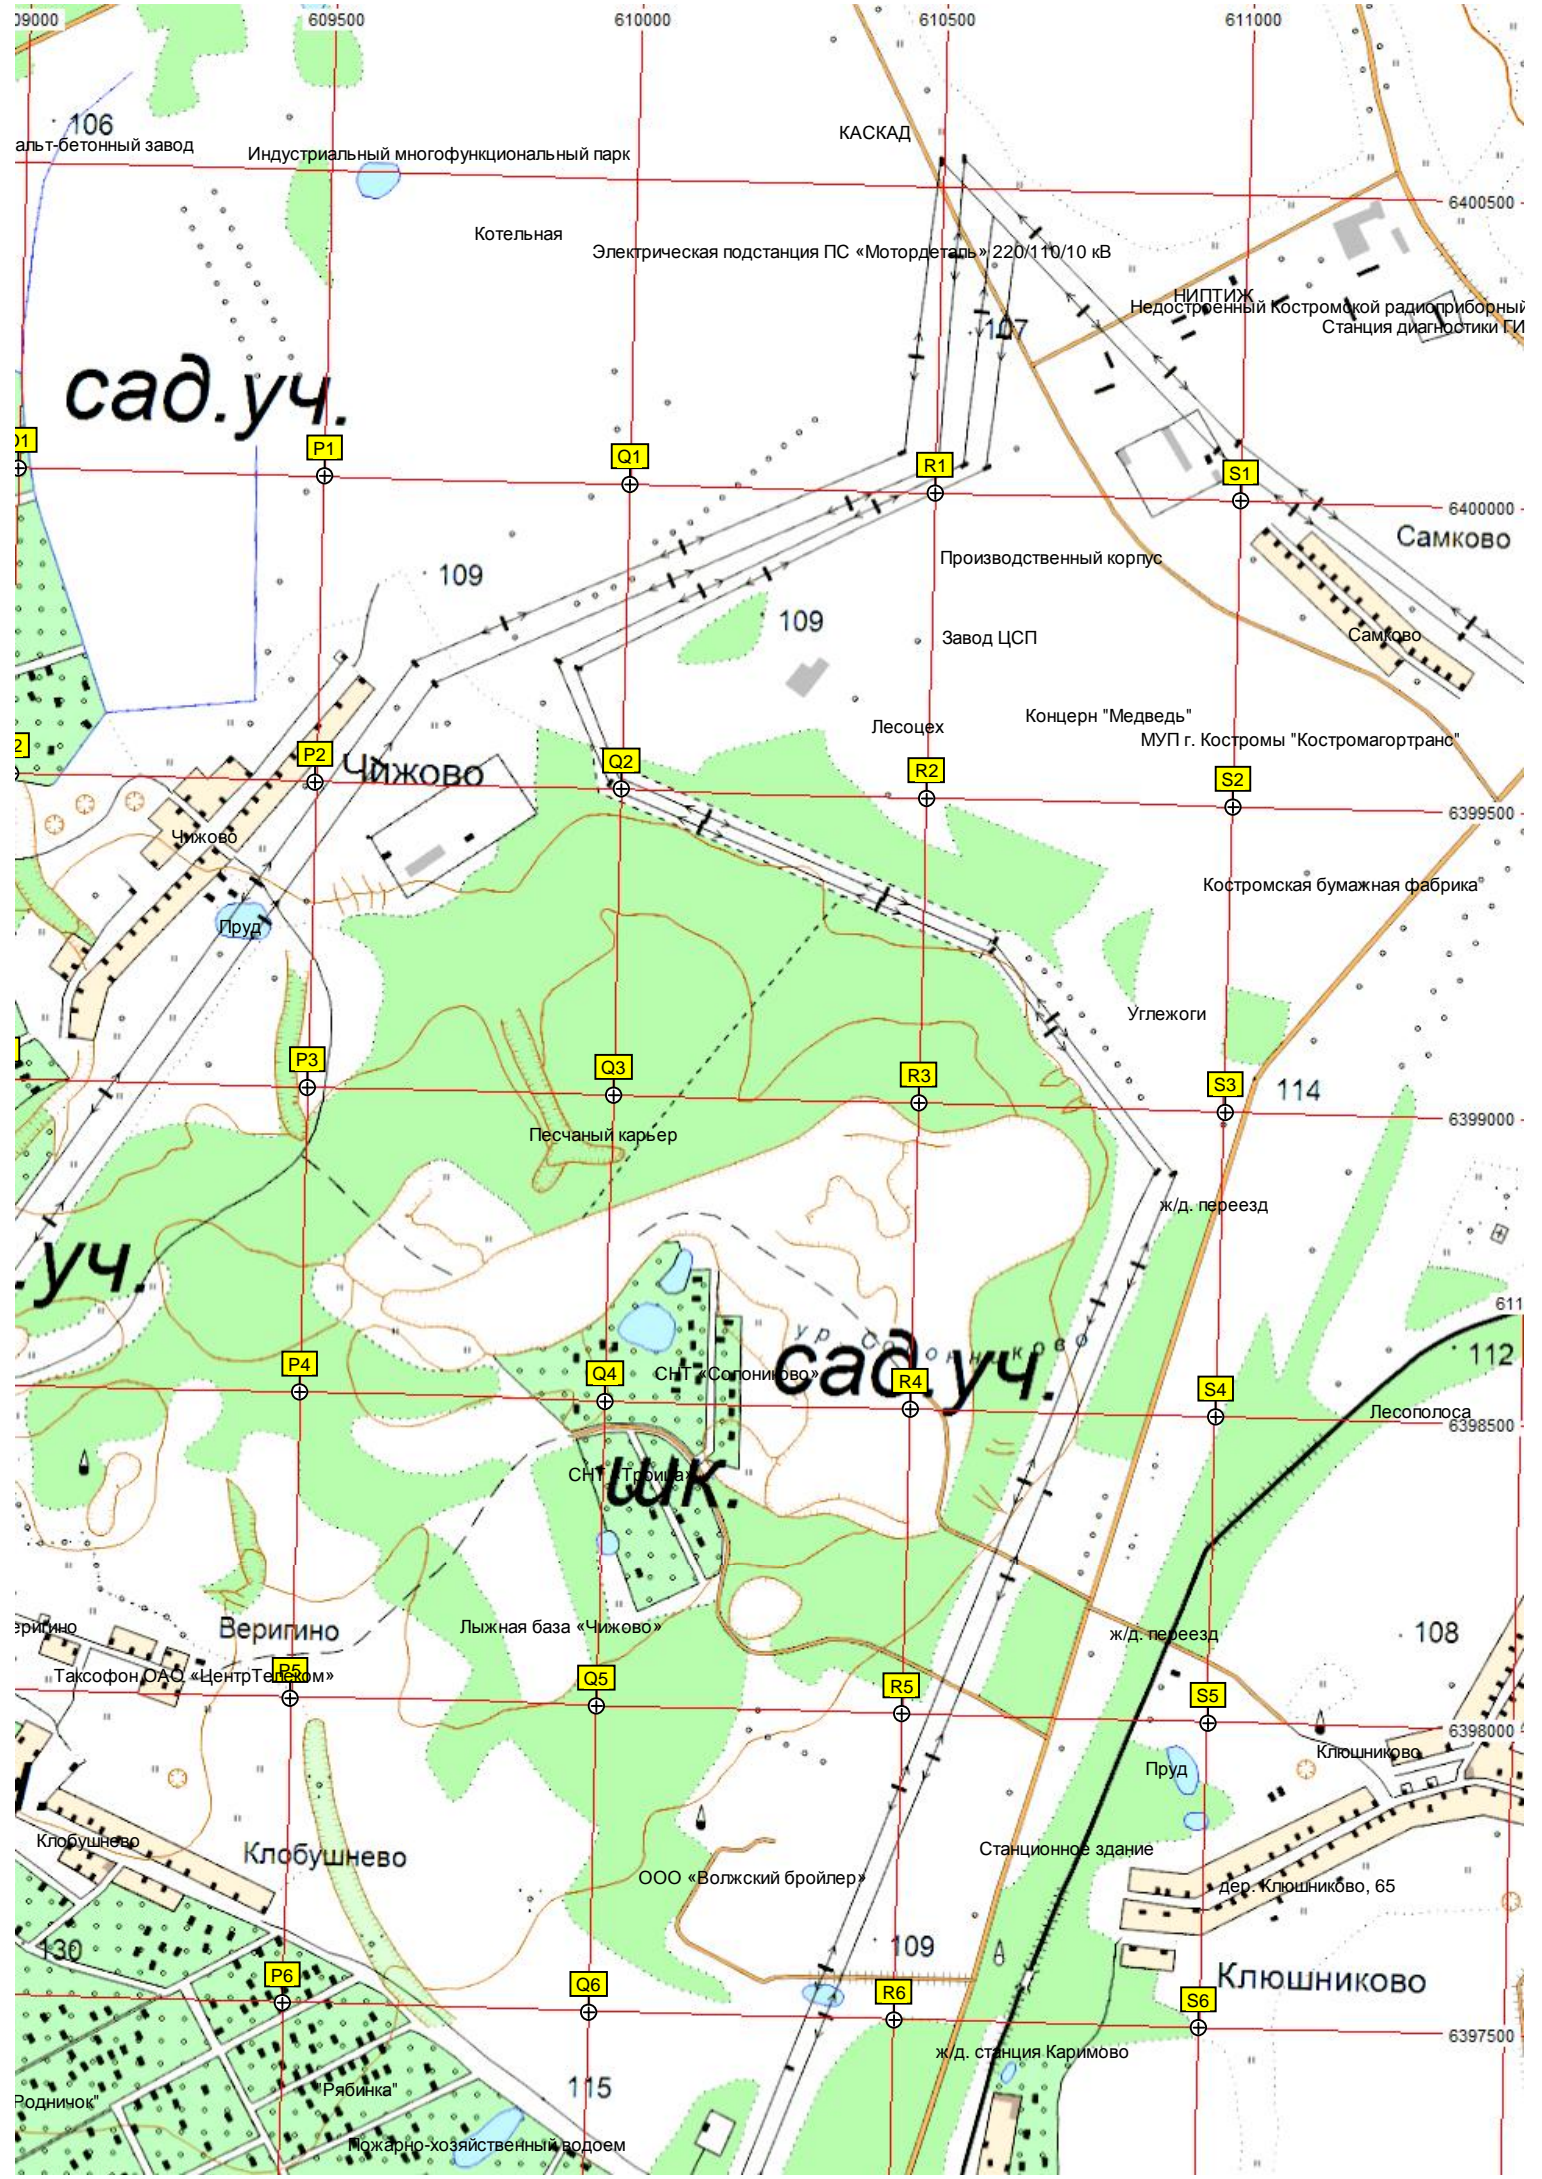 609500
610000
610500
611000
106
альт-бетонный завод
КАСКАД
Индустриальный многофункциональный парк
6400500
Котельная
Электрическая подстанция ПС «Мотордеталь» 220/110/10 кВ
НИПТИЖ
Недостроенный Костромской радиоприборный
107
Станция диагностики ГИ
сад.уч.
P1
Q1
R1
S1
6400000
Самково
109
Производственный корпус
109
Завод ЦСП
Самково
Концерн "Медведь"
Лесоцех
МУП г. Костромы "Костромагортранс"
P2
Чижово
Q2
R2
S2
6399500
Чижово
Костромская бумажная фабрика
Пруд
Углежоги
P3
Q3
R3
S3
114
6399000
Песчаный карьер
ж/д. переезд
.уч.
611
ур. Солониково
112
P4
Q4
СНТ «Солониково»
сад.уч.
R4
S4
Лесополоса
6398500
СНТ «Троица»
шк.
Веригино
Лыжная база «Чижово»
ж/д. переезд
108
Таксофон ОАО «ЦентрТелеком»
P5
Q5
R5
S5
6398000
Клюшниково
Пруд
Клобушнево
Клобушнево
Станционное здание
ООО «Волжский бройлер»
дер. Клюшниково, 65
130
109
P6
Q6
R6
S6
Клюшниково
6397500
ж/д. станция Каримово
Родничок"
"Рябинка"
115
Пожарно-хозяйственный водоем